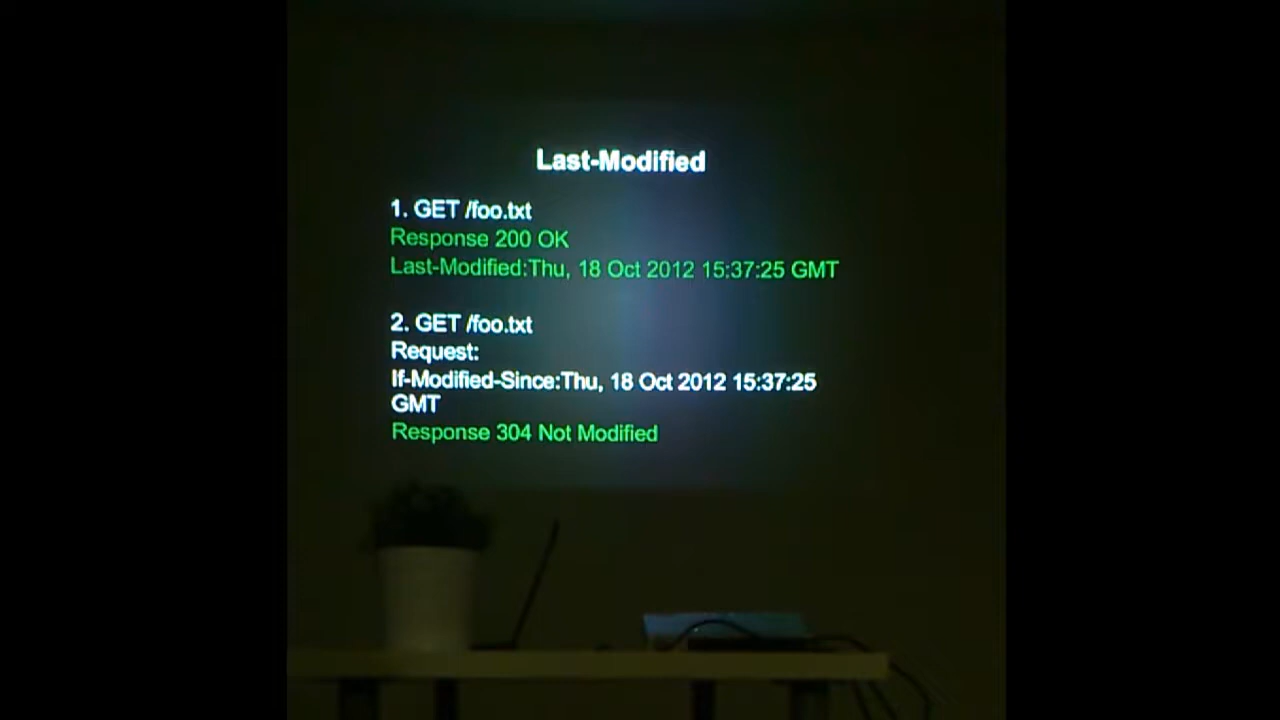 Last-Modified
1. GET /foo.txt
Response 200 OK
Last-Modified:Thu, 18 Oct 2012 15:37:25 GMT
2. GET /foo.txt
Request:
If-Modified-Since:Thu, 18 Oct 2012 15:37:25
GMT
Response 304 Not Modified